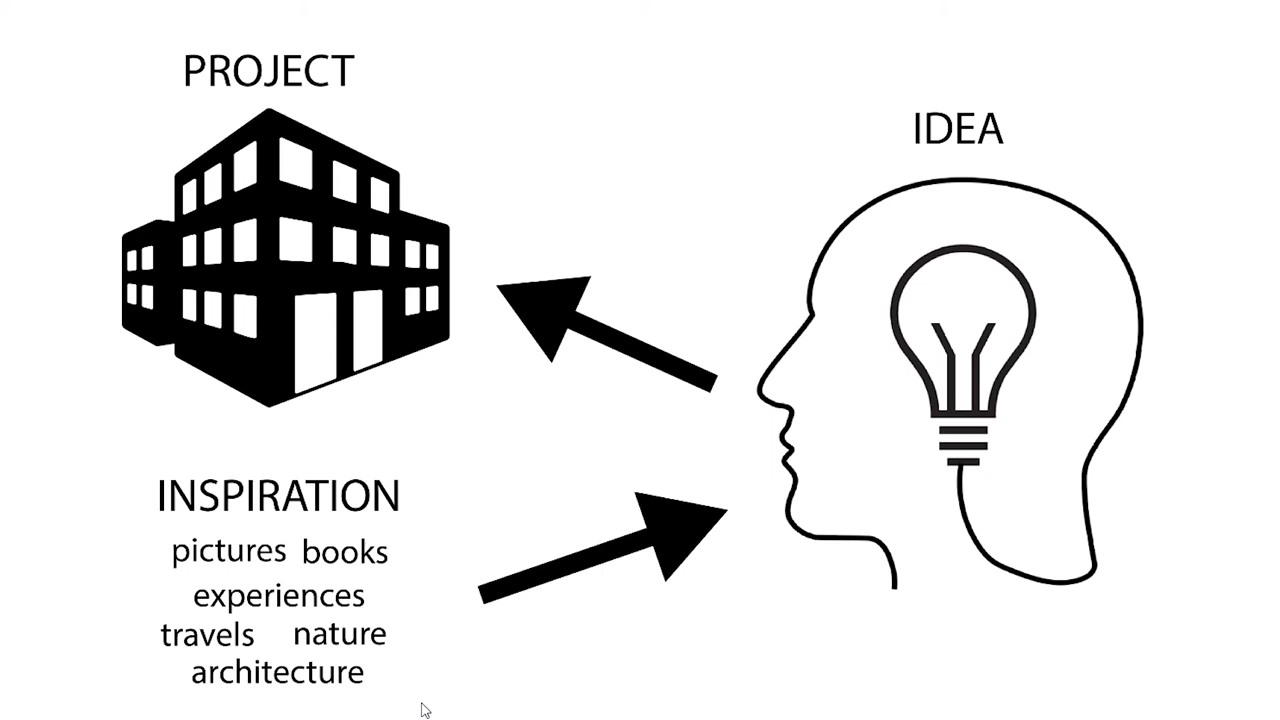 PROJECT
IDEA
INSPIRATION
pictures books
experiences
travels nature
architecture